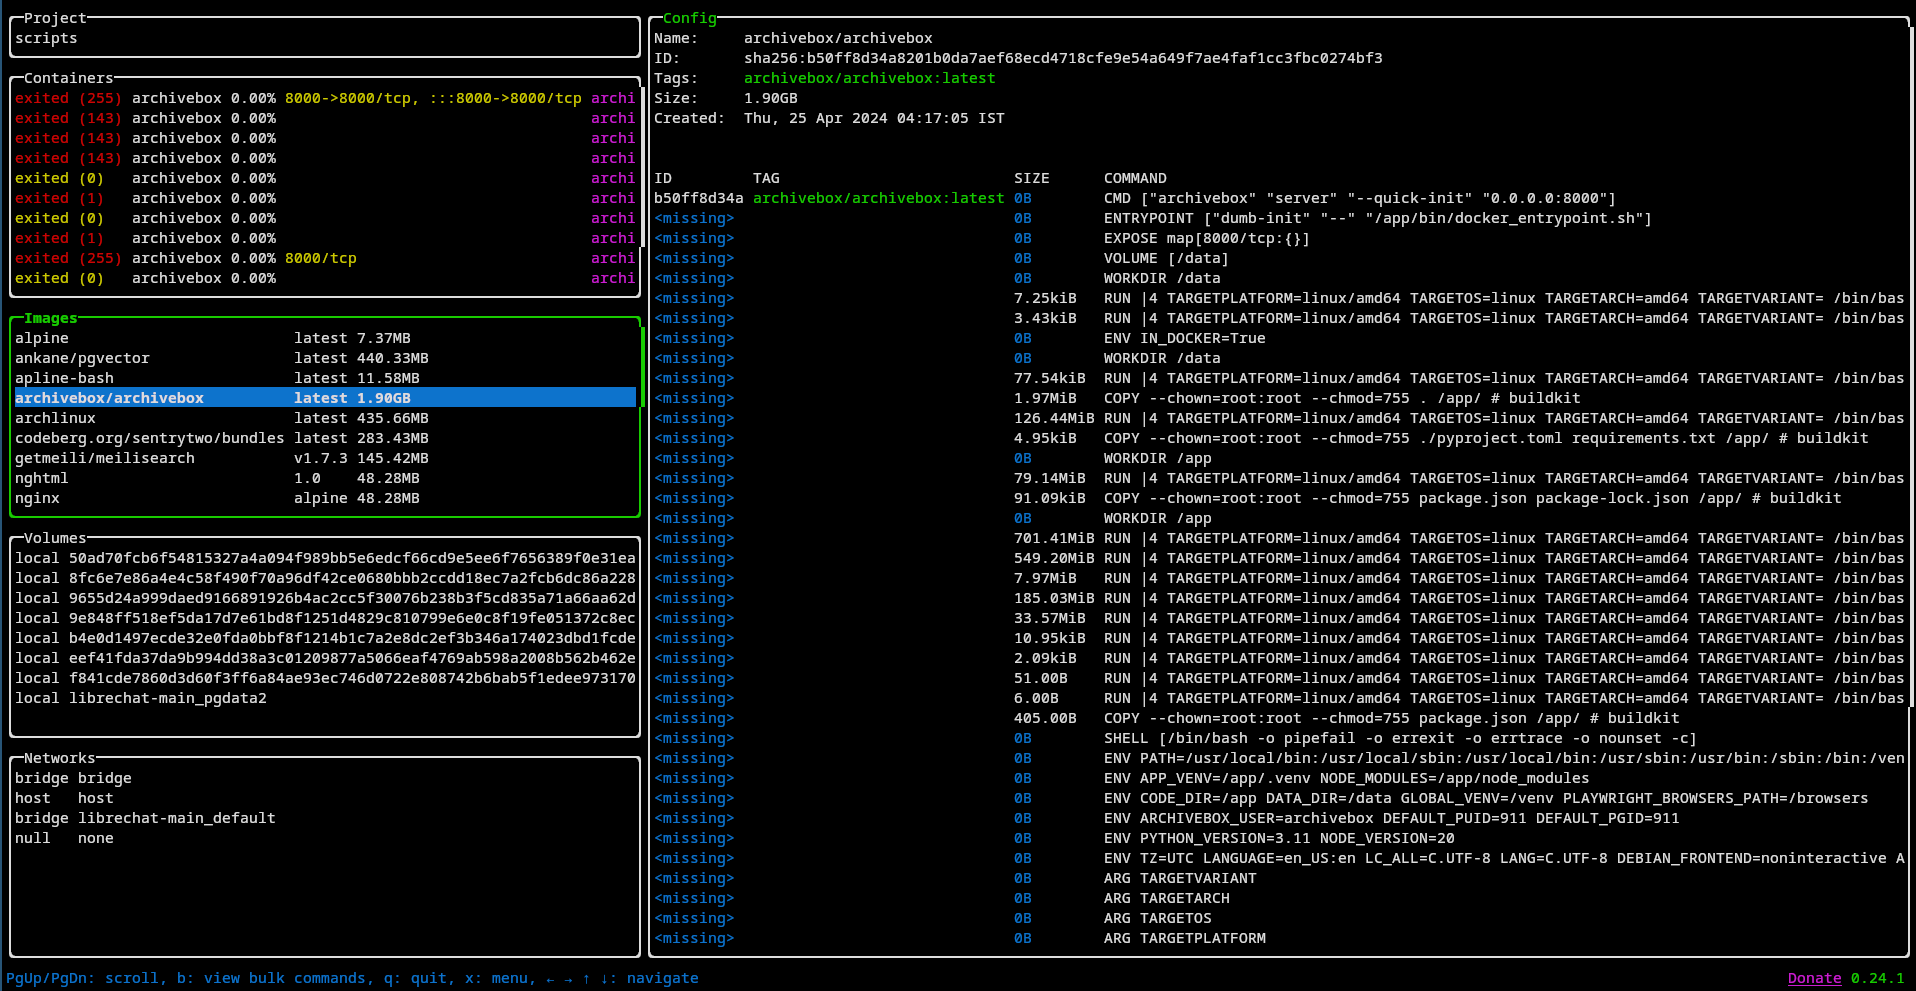 Project
scripts
Containers
exited (255) archivebox 0.00% 8000->8000/tcp, :::8000->8000/tcp archi
exited (143) archivebox 0.00% archi
exited (143) archivebox 0.00% archi
exited (143) archivebox 0.00% archi
exited (0) archivebox 0.00% archi
exited (1) archivebox 0.00% archi
exited (0) archivebox 0.00% archi
exited (1) archivebox 0.00% archi
exited (255) archivebox 0.00% 8000/tcp archi
exited (0) archivebox 0.00% archi
Images
alpine latest 7.37MB
ankane/pgvector latest 440.33MB
apline-bash latest 11.58MB
archivebox/archivebox latest 1.90GB
archlinux latest 435.66MB
codeberg.org/sentrytwo/bundles latest 283.43MB
getmeili/meilisearch v1.7.3 145.42MB
nghtml 1.0 48.28MB
nginx alpine 48.28MB
Volumes
local 50ad70fcb6f54815327a4a094f989bb5e6edcf66cd9e5ee6f7656389f0e31ea
local 8fc6e7e86a4e4c58f490f70a96df42ce0680bbb2ccdd18ec7a2fcb6dc86a228
local 9655d24a999daed9166891926b4ac2cc5f30076b238b3f5cd835a71a66aa62d
local 9e848ff518ef5da17d7e61bd8f1251d4829c810799e6e0c8f19fe051372c8ec
local b4e0d1497ecde32e0fda0bbf8f1214b1c7a2e8dc2ef3b346a174023dbd1fcde
local eef41fda37da9b994dd38a3c01209877a5066eaf4769ab598a2008b562b462e
local f841cde7860d3d60f3ff6a84ae93ec746d0722e808742b6bab5f1edee973170
local librechat-main_pgdata2
Networks
bridge bridge
host host
bridge librechat-main_default
null none
Config
Name: archivebox/archivebox
ID: sha256:b50ff8d34a8201b0da7aef68ecd4718cfe9e54a649f7ae4faf1cc3fbc0274bf3
Tags: archivebox/archivebox:latest
Size: 1.90GB
Created: Thu, 25 Apr 2024 04:17:05 IST
ID TAG SIZE COMMAND
b50ff8d34a archivebox/archivebox:latest 0B CMD ["archivebox" "server" "--quick-init" "0.0.0.0:8000"]
<missing> 0B ENTRYPOINT ["dumb-init" "--" "/app/bin/docker_entrypoint.sh"]
<missing> 0B EXPOSE map[8000/tcp:{}]
<missing> 0B VOLUME [/data]
<missing> 0B WORKDIR /data
<missing> 7.25kiB RUN |4 TARGETPLATFORM=linux/amd64 TARGETOS=linux TARGETARCH=amd64 TARGETVARIANT= /bin/bas
<missing> 3.43kiB RUN |4 TARGETPLATFORM=linux/amd64 TARGETOS=linux TARGETARCH=amd64 TARGETVARIANT= /bin/bas
<missing> 0B ENV IN_DOCKER=True
<missing> 0B WORKDIR /data
<missing> 77.54kiB RUN |4 TARGETPLATFORM=linux/amd64 TARGETOS=linux TARGETARCH=amd64 TARGETVARIANT= /bin/bas
<missing> 1.97MiB COPY --chown=root:root --chmod=755 . /app/ # buildkit
<missing> 126.44MiB RUN |4 TARGETPLATFORM=linux/amd64 TARGETOS=linux TARGETARCH=amd64 TARGETVARIANT= /bin/bas
<missing> 4.95kiB COPY --chown=root:root --chmod=755 ./pyproject.toml requirements.txt /app/ # buildkit
<missing> 0B WORKDIR /app
<missing> 79.14MiB RUN |4 TARGETPLATFORM=linux/amd64 TARGETOS=linux TARGETARCH=amd64 TARGETVARIANT= /bin/bas
<missing> 91.09kiB COPY --chown=root:root --chmod=755 package.json package-lock.json /app/ # buildkit
<missing> 0B WORKDIR /app
<missing> 701.41MiB RUN |4 TARGETPLATFORM=linux/amd64 TARGETOS=linux TARGETARCH=amd64 TARGETVARIANT= /bin/bas
<missing> 549.20MiB RUN |4 TARGETPLATFORM=linux/amd64 TARGETOS=linux TARGETARCH=amd64 TARGETVARIANT= /bin/bas
<missing> 7.97MiB RUN |4 TARGETPLATFORM=linux/amd64 TARGETOS=linux TARGETARCH=amd64 TARGETVARIANT= /bin/bas
<missing> 185.03MiB RUN |4 TARGETPLATFORM=linux/amd64 TARGETOS=linux TARGETARCH=amd64 TARGETVARIANT= /bin/bas
<missing> 33.57MiB RUN |4 TARGETPLATFORM=linux/amd64 TARGETOS=linux TARGETARCH=amd64 TARGETVARIANT= /bin/bas
<missing> 10.95kiB RUN |4 TARGETPLATFORM=linux/amd64 TARGETOS=linux TARGETARCH=amd64 TARGETVARIANT= /bin/bas
<missing> 2.09kiB RUN |4 TARGETPLATFORM=linux/amd64 TARGETOS=linux TARGETARCH=amd64 TARGETVARIANT= /bin/bas
<missing> 51.00B RUN |4 TARGETPLATFORM=linux/amd64 TARGETOS=linux TARGETARCH=amd64 TARGETVARIANT= /bin/bas
<missing> 6.00B RUN |4 TARGETPLATFORM=linux/amd64 TARGETOS=linux TARGETARCH=amd64 TARGETVARIANT= /bin/bas
<missing> 405.00B COPY --chown=root:root --chmod=755 package.json /app/ # buildkit
<missing> 0B SHELL [/bin/bash -o pipefail -o errexit -o errtrace -o nounset -c]
<missing> 0B ENV PATH=/usr/local/bin:/usr/local/sbin:/usr/local/bin:/usr/sbin:/usr/bin:/sbin:/bin:/ven
<missing> 0B ENV APP_VENV=/app/.venv NODE_MODULES=/app/node_modules
<missing> 0B ENV CODE_DIR=/app DATA_DIR=/data GLOBAL_VENV=/venv PLAYWRIGHT_BROWSERS_PATH=/browsers
<missing> 0B ENV ARCHIVEBOX_USER=archivebox DEFAULT_PUID=911 DEFAULT_PGID=911
<missing> 0B ENV PYTHON_VERSION=3.11 NODE_VERSION=20
<missing> 0B ENV TZ=UTC LANGUAGE=en_US:en LC_ALL=C.UTF-8 LANG=C.UTF-8 DEBIAN_FRONTEND=noninteractive A
<missing> 0B ARG TARGETVARIANT
<missing> 0B ARG TARGETARCH
<missing> 0B ARG TARGETOS
<missing> 0B ARG TARGETPLATFORM
PgUp/PgDn: scroll, b: view bulk commands, q: quit, x: menu, ← → ↑ ↓: navigate
Donate 0.24.1